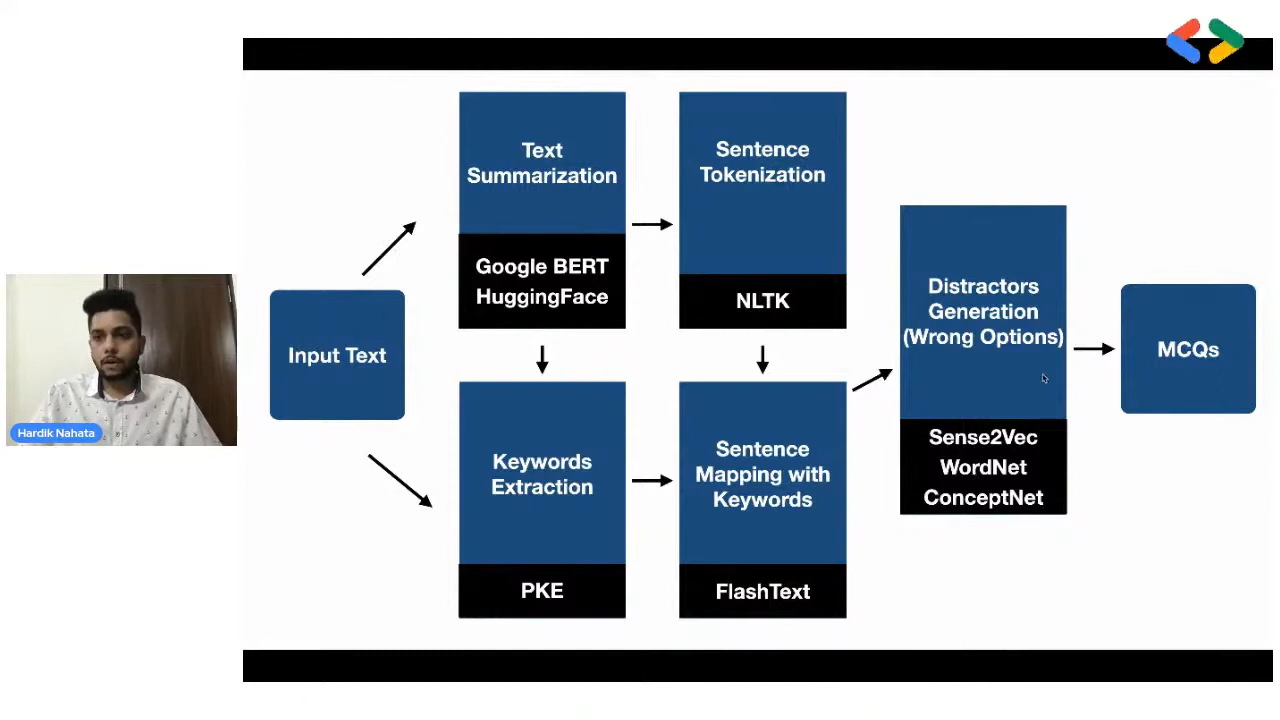 Hardik Nahata
Input Text
Text
Summarization
Google BERT
HuggingFace
Sentence
Tokenization
NLTK
Keywords
Extraction
PKE
Sentence
Mapping with
Keywords
FlashText
Distractors
Generation
(Wrong Options)
Sense2Vec
WordNet
ConceptNet
MCQs